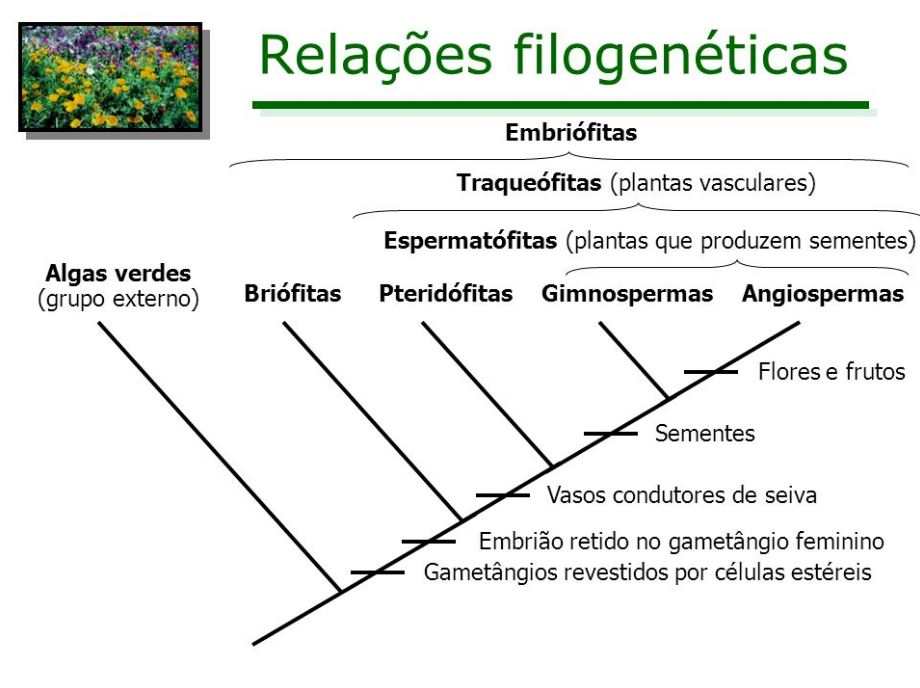 Relações filogenéticas
Embriófitas
Traqueófitas (plantas vasculares)
Espermatófitas (plantas que produzem sementes)
Algas verdes
(grupo externo)
Briófitas
Pteridófitas
Gimnospermas
Angiospermas
Flores e frutos
Sementes
Vasos condutores de seiva
Embrião retido no gametângio feminino
Gametângios revestidos por células estéreis